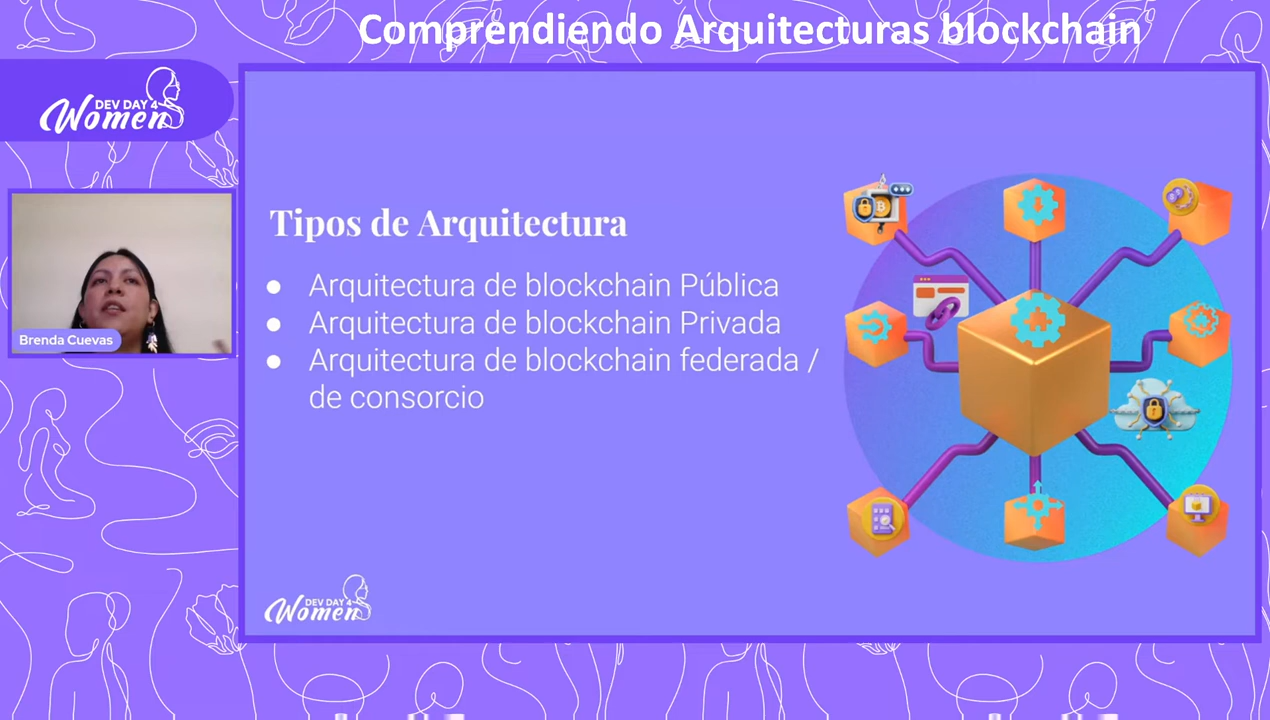 Comprendiendo Arquitecturas blockchain
DEV DAY 4
Women
Brenda Cuevas
Tipos de Arquitectura
● Arquitectura de blockchain Pública
● Arquitectura de blockchain Privada
● Arquitectura de blockchain federada /
de consorcio
DEV DAY 4
Women